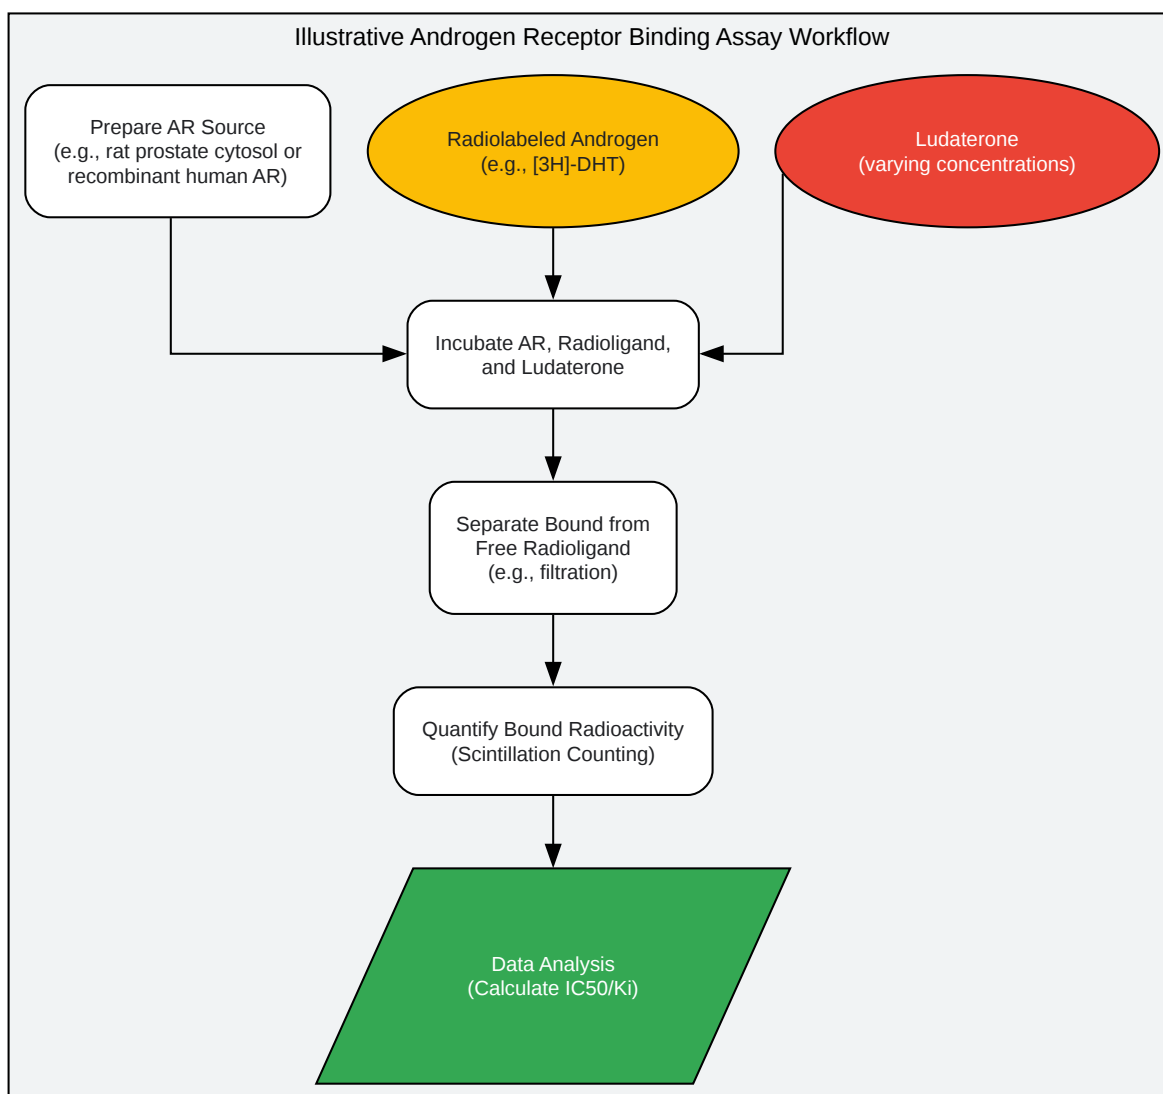 Illustrative Androgen Receptor Binding Assay Workflow
Prepare AR Source
(e.g., rat prostate cytosol or
recombinant human AR)
Radiolabeled Androgen
(e.g., [3H]-DHT)
Ludaterone
(varying concentrations)
Incubate AR, Radioligand,
and Ludaterone
Separate Bound from
Free Radioligand
(e.g., filtration)
Quantify Bound Radioactivity
(Scintillation Counting)
Data Analysis
(Calculate IC50/Ki)